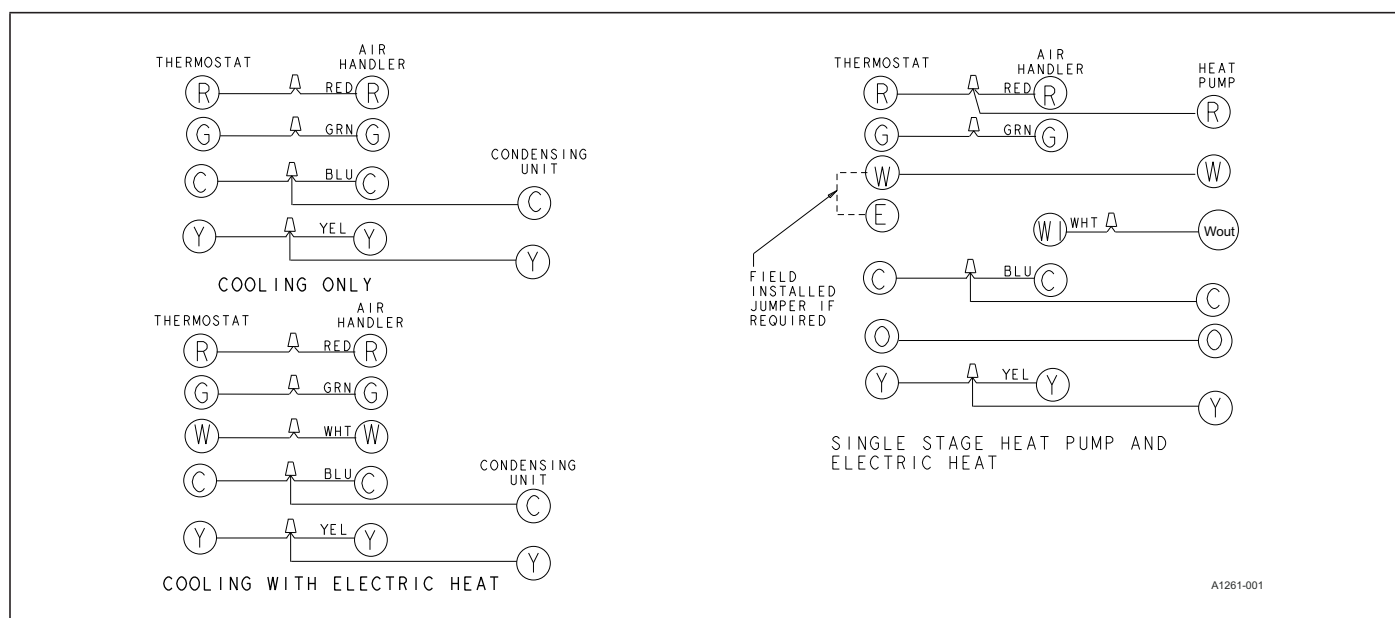 THERMOSTAT
AIR
HANDLER
R
RED
R
G
GRN
G
CONDENSING
UNIT
C
BLU
C
C
Y
YEL
Y
Y
COOLING ONLY
THERMOSTAT
AIR
HANDLER
R
RED
R
G
GRN
G
W
WHT
W
CONDENSING
UNIT
C
BLU
C
C
Y
YEL
Y
Y
COOLING WITH ELECTRIC HEAT
THERMOSTAT
AIR
HANDLER
HEAT
PUMP
R
RED
R
R
G
GRN
G
W
W
E
W1
WHT
Wout
FIELD
INSTALLED
JUMPER IF
REQUIRED
C
BLU
C
C
O
O
Y
YEL
Y
Y
SINGLE STAGE HEAT PUMP AND
ELECTRIC HEAT
A1261-001